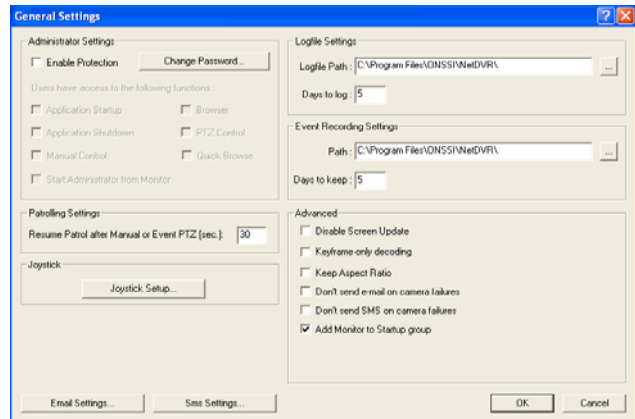 General Settings
Administrator Settings
Enable Protection
Change Password...
Users have access to the following functions :
Application Startup
Browser
Application Shutdown
PTZ Control
Manual Control
Quick Browse
Start Administrator from Monitor
Patrolling Settings
Resume Patrol after Manual or Event PTZ (sec.): 30
Joystick
Joystick Setup...
Email Settings...
Sms Settings...
Logfile Settings
Logfile Path : C:\Program Files\ONSSI\NetDVR\ ...
Days to log : 5
Event Recording Settings
Path : C:\Program Files\ONSSI\NetDVR\ ...
Days to keep : 5
Advanced
Disable Screen Update
Keyframe-only decoding
Keep Aspect Ratio
Don't send e-mail on camera failures
Don't send SMS on camera failures
Add Monitor to Startup group
OK
Cancel